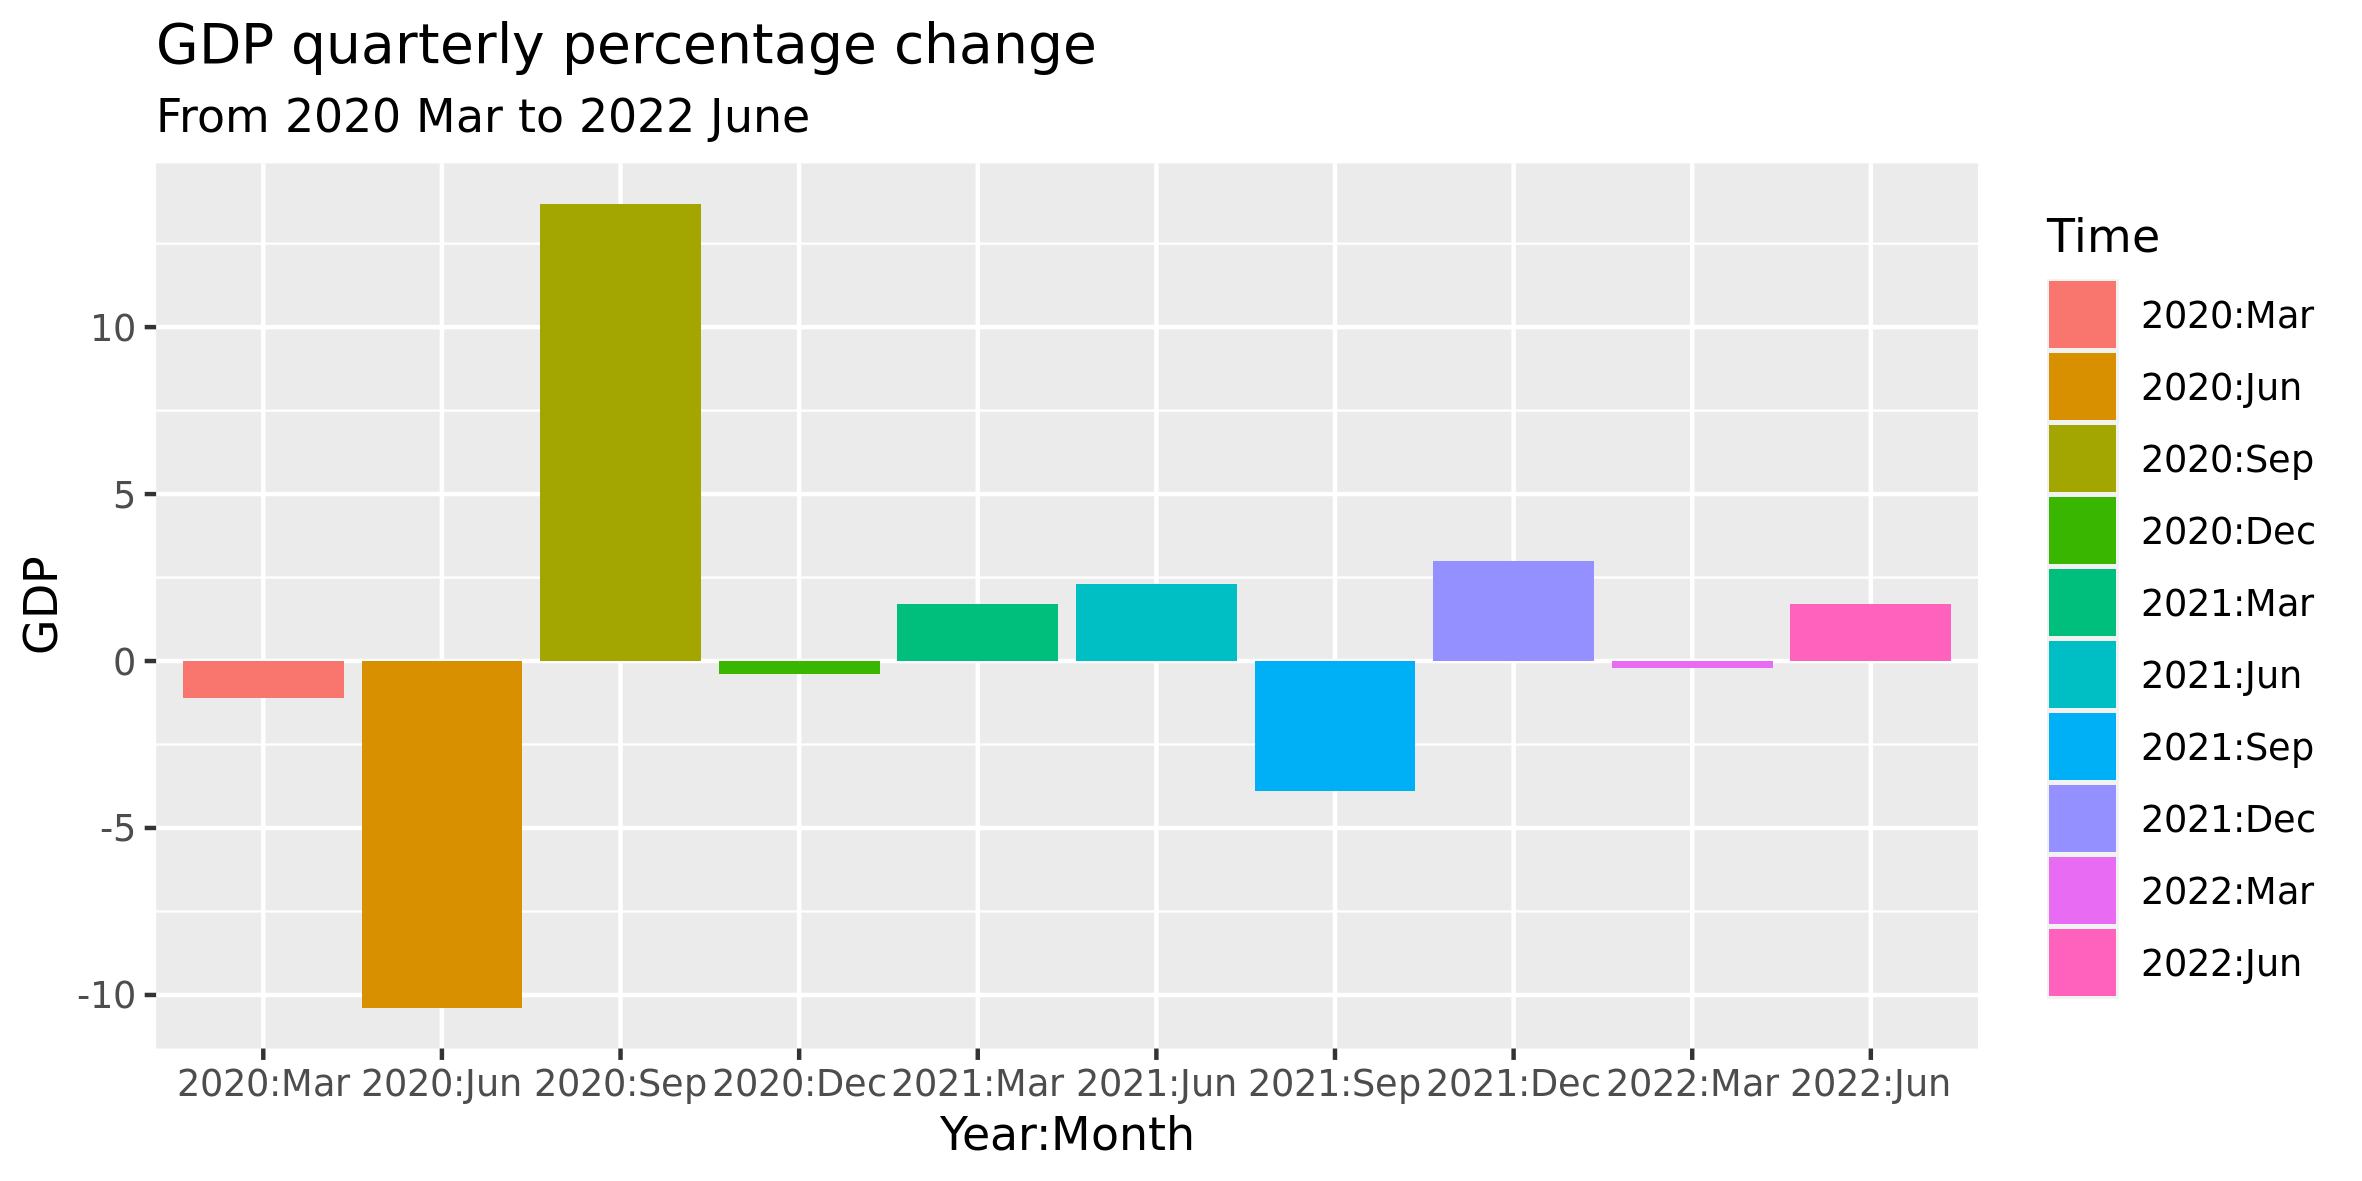 GDP quarterly percentage change
From 2020 Mar to 2022 June
GDP
10
5
0
-5
-10
2020:Mar 2020:Jun 2020:Sep 2020:Dec 2021:Mar 2021:Jun 2021:Sep 2021:Dec 2022:Mar 2022:Jun
Year:Month
Time
2020:Mar
2020:Jun
2020:Sep
2020:Dec
2021:Mar
2021:Jun
2021:Sep
2021:Dec
2022:Mar
2022:Jun